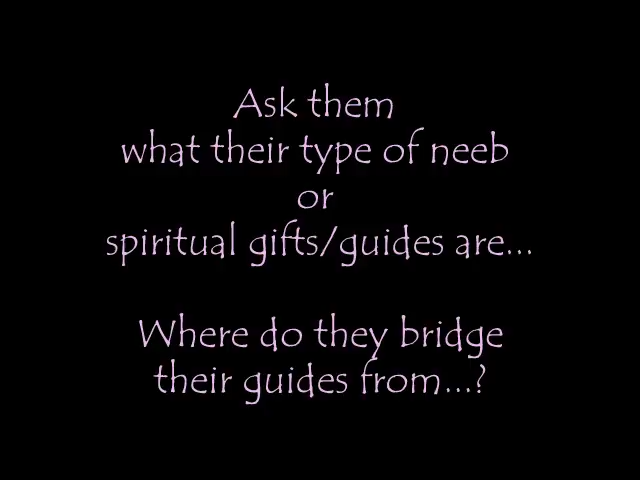 Ask them
what their type of neeb
or
spiritual gifts/guides are...
Where do they bridge
their guides from...?